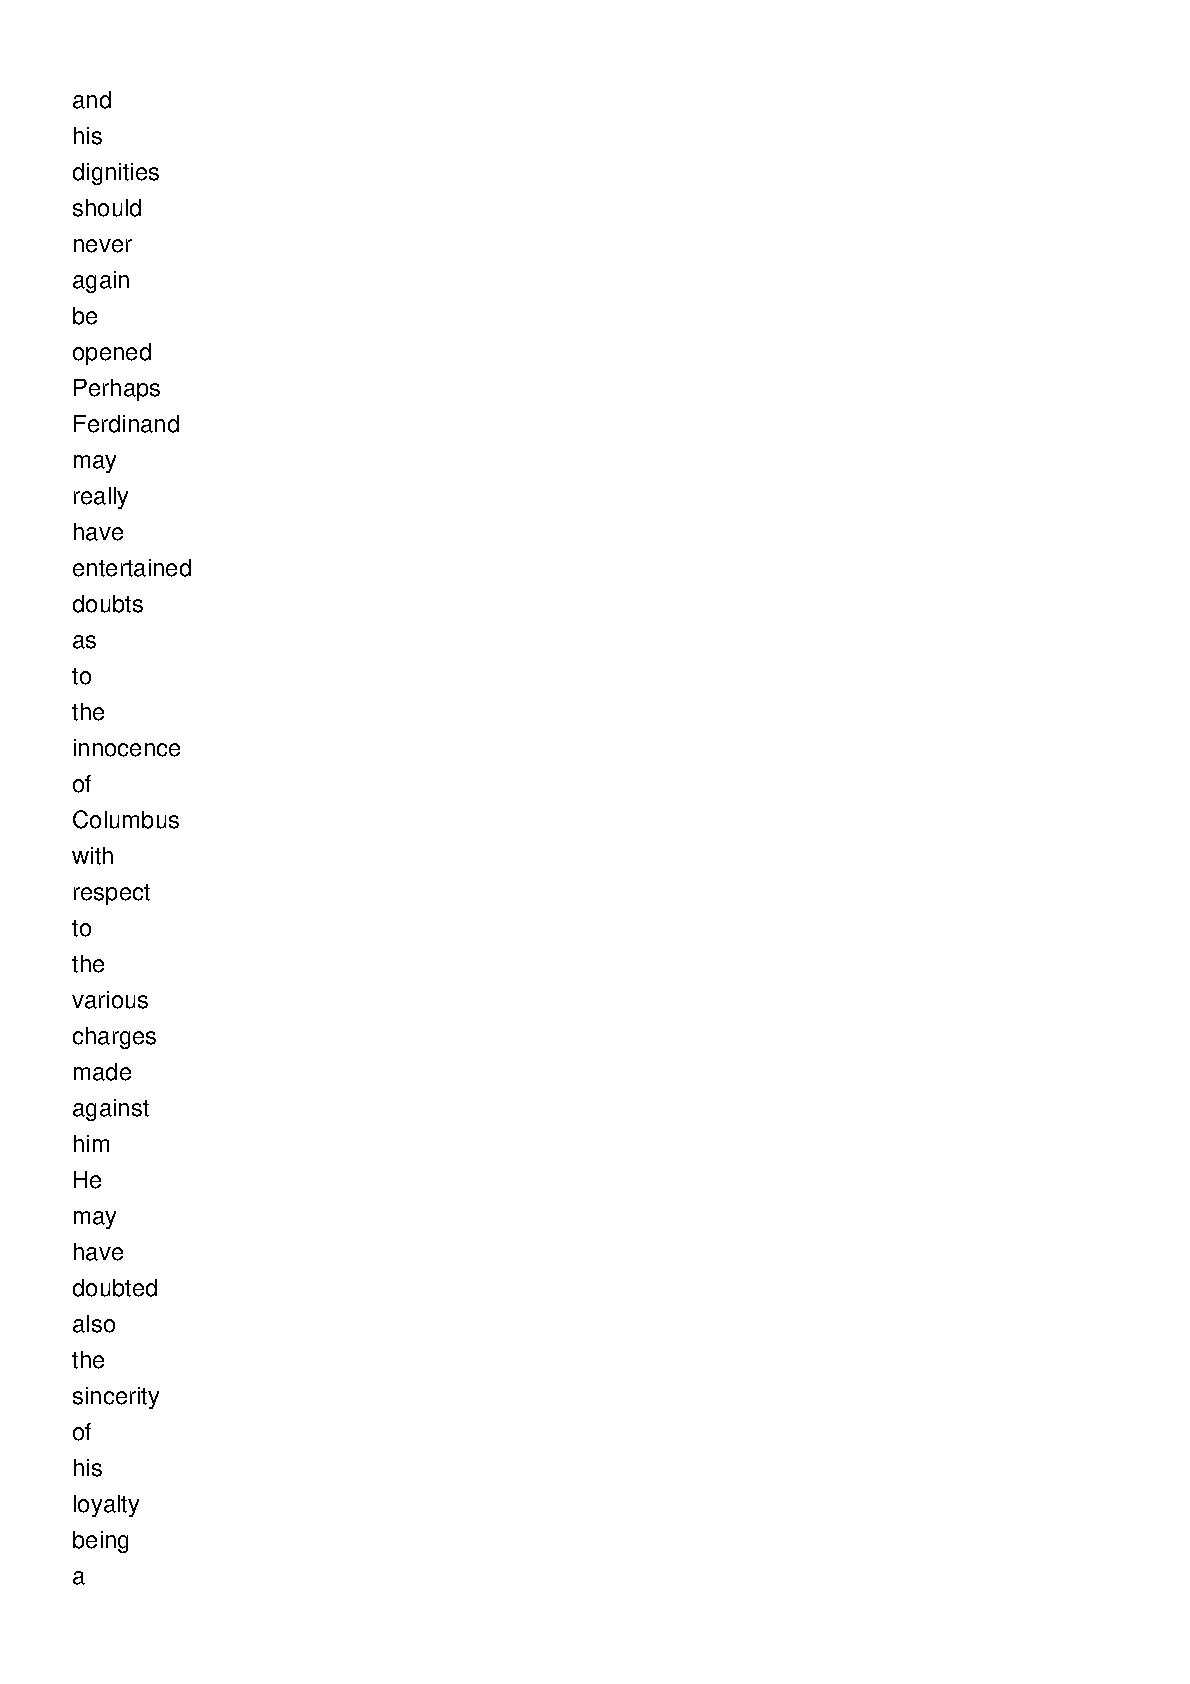 and
his
dignities
should
never
again
be
opened
Perhaps
Ferdinand
may
really
have
entertained
doubts
as
to
the
innocence
of
Columbus
with
respect
to
the
various
charges
made
against
him
He
may
have
doubted
also
the
sincerity
of
his
loyalty
being
a